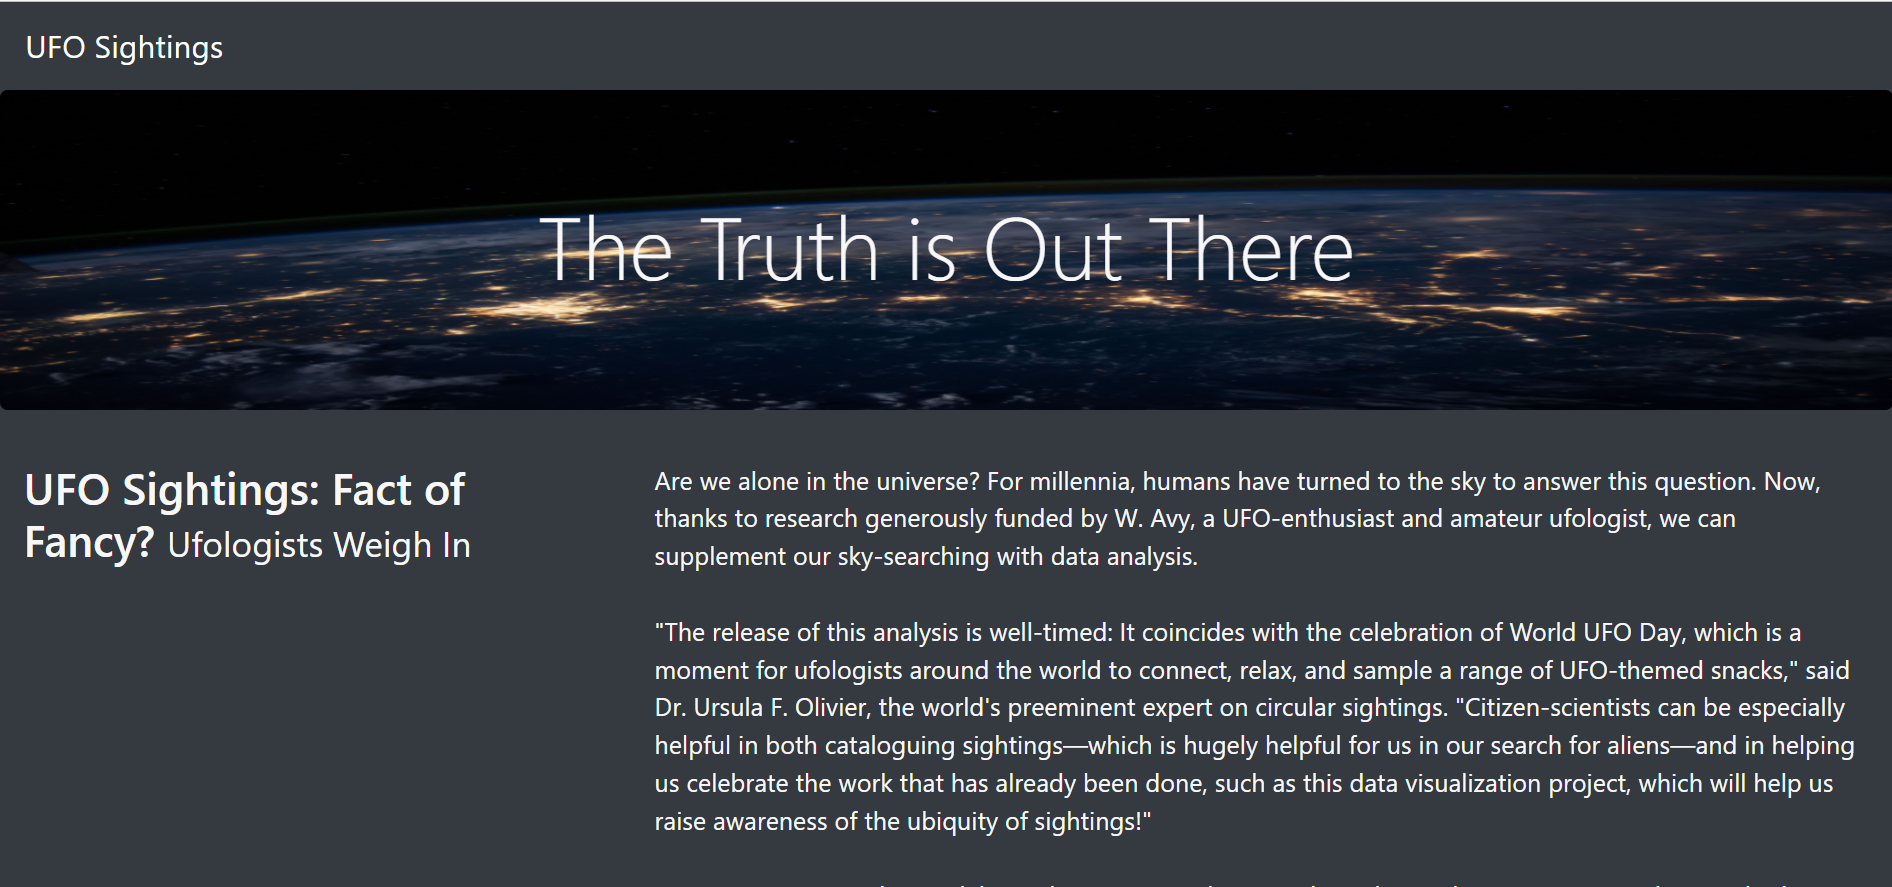 UFO Sightings
The Truth is Out There
UFO Sightings: Fact of
Fancy? Ufologists Weigh In
Are we alone in the universe? For millennia, humans have turned to the sky to answer this question. Now,
thanks to research generously funded by W. Avy, a UFO-enthusiast and amateur ufologist, we can
supplement our sky-searching with data analysis.
"The release of this analysis is well-timed: It coincides with the celebration of World UFO Day, which is a
moment for ufologists around the world to connect, relax, and sample a range of UFO-themed snacks," said
Dr. Ursula F. Olivier, the world's preeminent expert on circular sightings. "Citizen-scientists can be especially
helpful in both cataloguing sightings—which is hugely helpful for us in our search for aliens—and in helping
us celebrate the work that has already been done, such as this data visualization project, which will help us
raise awareness of the ubiquity of sightings!"